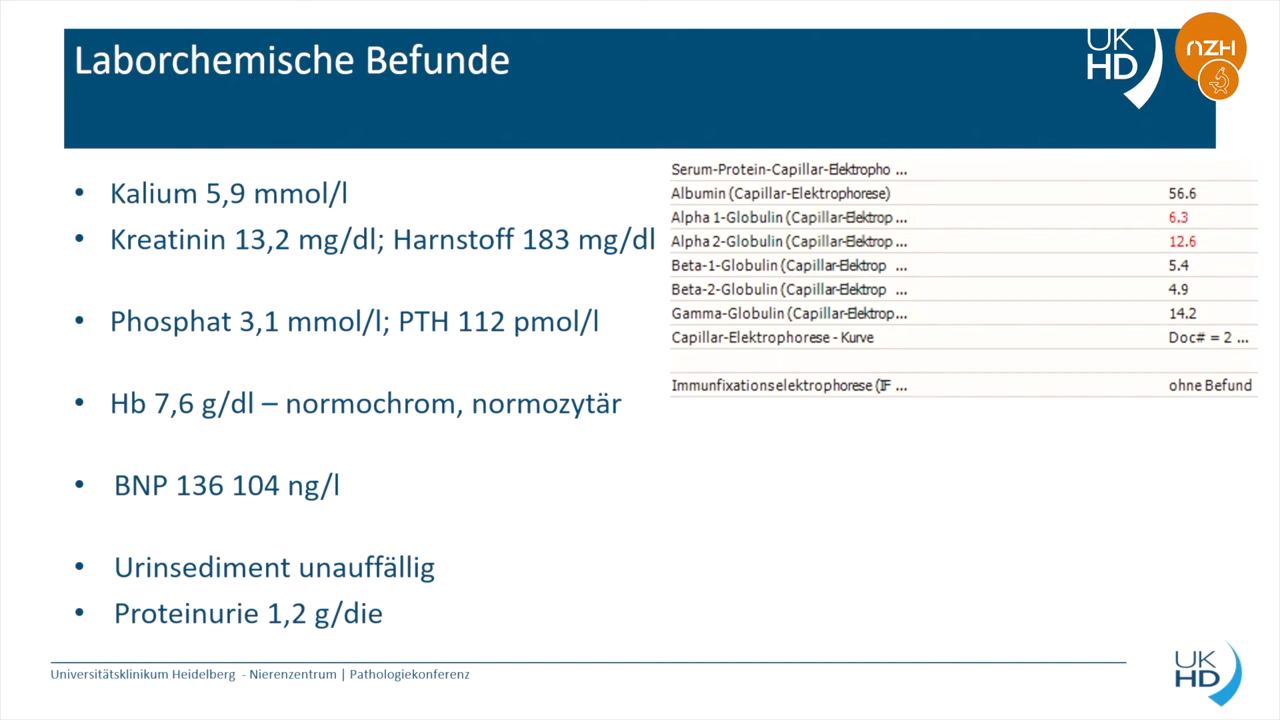 Laborchemische Befunde
UK
HD
nZH
• Kalium 5,9 mmol/l
• Kreatinin 13,2 mg/dl; Harnstoff 183 mg/dl
• Phosphat 3,1 mmol/l; PTH 112 pmol/l
• Hb 7,6 g/dl – normochrom, normozytär
• BNP 136 104 ng/l
• Urinsediment unauffällig
• Proteinurie 1,2 g/die
Serum-Protein-Capillar-Elektropho ...
Albumin (Capillar-Elektrophorese) 56.6
Alpha 1-Globulin (Capillar-Elektrop ... 6.3
Alpha 2-Globulin (Capillar-Elektrop ... 12.6
Beta-1-Globulin (Capillar-Elektrop ... 5.4
Beta-2-Globulin (Capillar-Elektrop ... 4.9
Gamma-Globulin (Capillar-Elektrop... 14.2
Capillar-Elektrophorese - Kurve Doc# = 2 ...
Immunfixationselektrophorese (IF ... ohne Befund
Universitätsklinikum Heidelberg - Nierenzentrum | Pathologiekonferenz
UK
HD